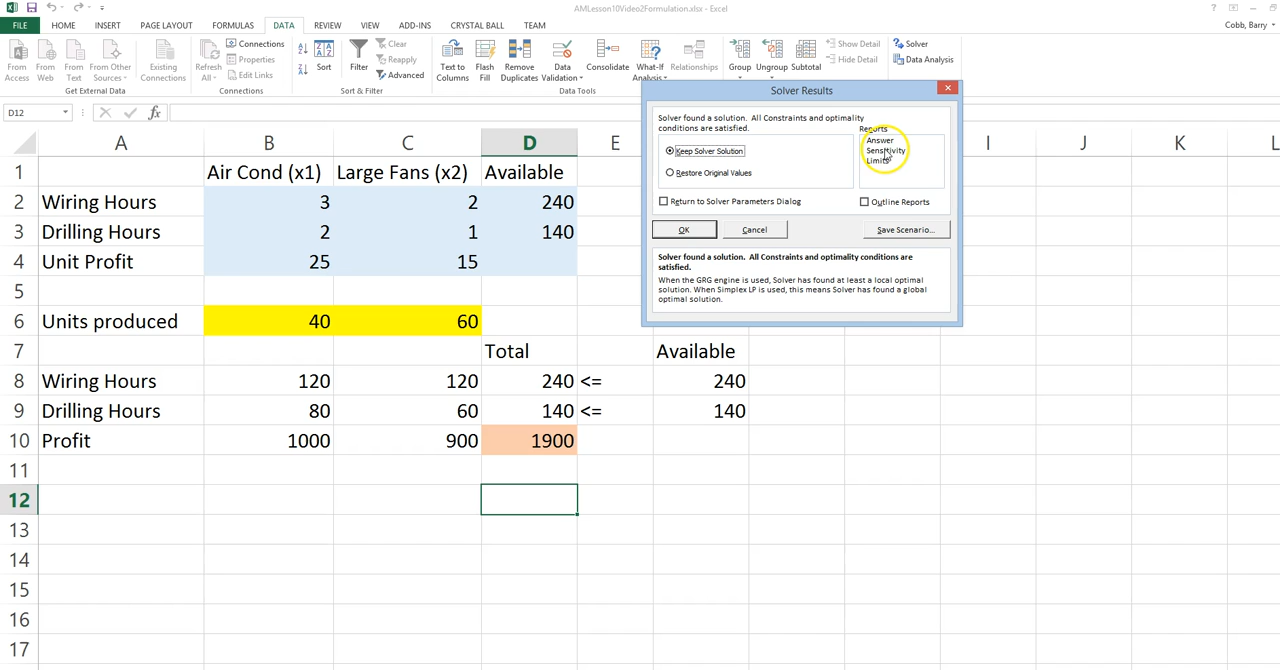 AMLesson10Video2Formulation.xlsx - Excel
FILE HOME INSERT PAGE LAYOUT FORMULAS DATA REVIEW VIEW ADD-INS CRYSTAL BALL TEAM Cobb, Barry
From Access
From Web
From Text
From Other Sources
Existing Connections
Get External Data
Refresh All
Connections
Properties
Edit Links
Connections
Sort
Filter
Clear
Reapply
Advanced
Sort & Filter
Text to Columns
Flash Fill
Remove Duplicates
Data Validation
Consolidate
What-If Analysis
Relationships
Data Tools
Group
Ungroup
Subtotal
Show Detail
Hide Detail
Solver
Data Analysis
D12
fx
A B C D E I J K L
1 Air Cond (x1) Large Fans (x2) Available
2 Wiring Hours 3 2 240
3 Drilling Hours 2 1 140
4 Unit Profit 25 15
5
6 Units produced 40 60
7 Total Available
8 Wiring Hours 120 120 240 <= 240
9 Drilling Hours 80 60 140 <= 140
10 Profit 1000 900 1900
11
12
13
14
15
16
17
Solver Results
Solver found a solution. All Constraints and optimality
conditions are satisfied.
Keep Solver Solution
Restore Original Values
Reports
Answer
Sensitivity
Limits
Return to Solver Parameters Dialog
Outline Reports
OK
Cancel
Save Scenario...
Solver found a solution. All Constraints and optimality conditions are
satisfied.
When the GRG engine is used, Solver has found at least a local optimal
solution. When Simplex LP is used, this means Solver has found a global
optimal solution.